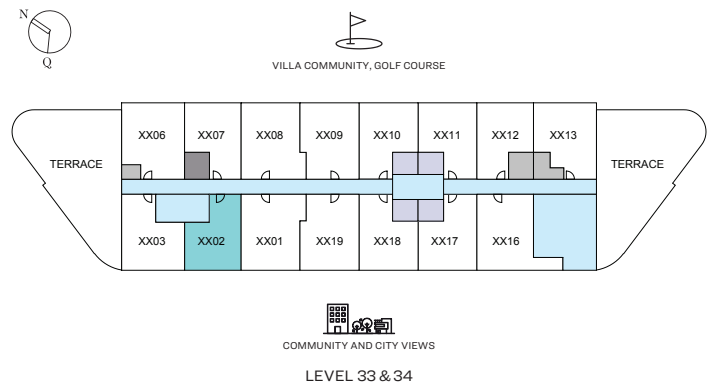 N
Q
VILLA COMMUNITY, GOLF COURSE
XX06 XX07 XX08 XX09 XX10 XX11 XX12 XX13
TERRACE TERRACE
XX03 XX02 XX01 XX19 XX18 XX17 XX16
COMMUNITY AND CITY VIEWS
LEVEL 33 & 34